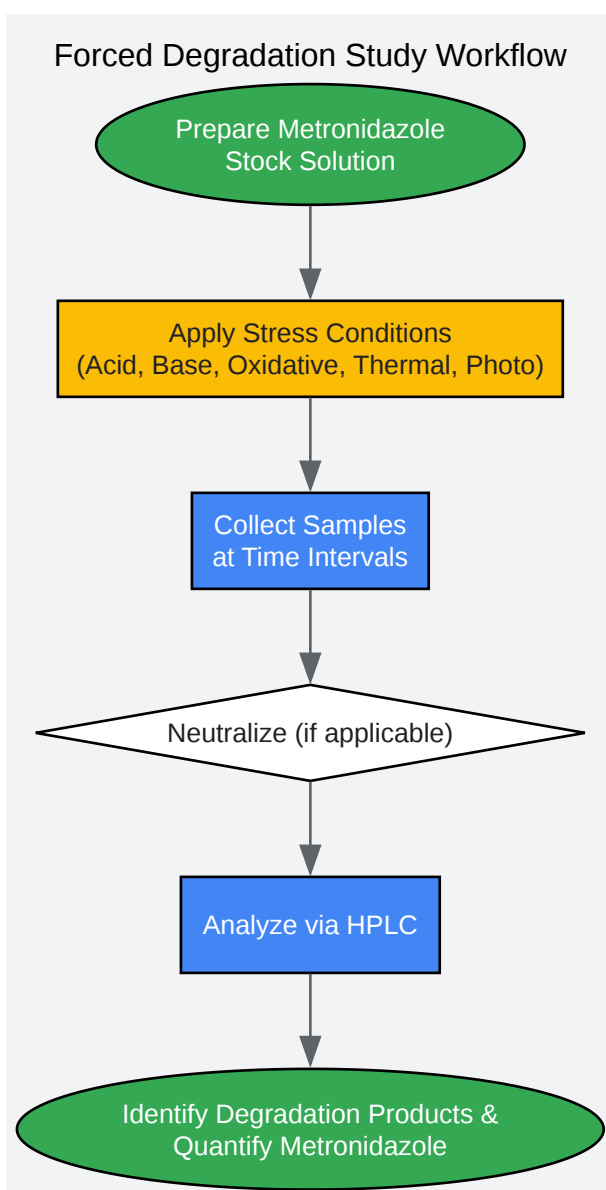 Forced Degradation Study Workflow
Prepare Metronidazole
Stock Solution
Apply Stress Conditions
(Acid, Base, Oxidative, Thermal, Photo)
Collect Samples
at Time Intervals
Neutralize (if applicable)
Analyze via HPLC
Identify Degradation Products &
Quantify Metronidazole